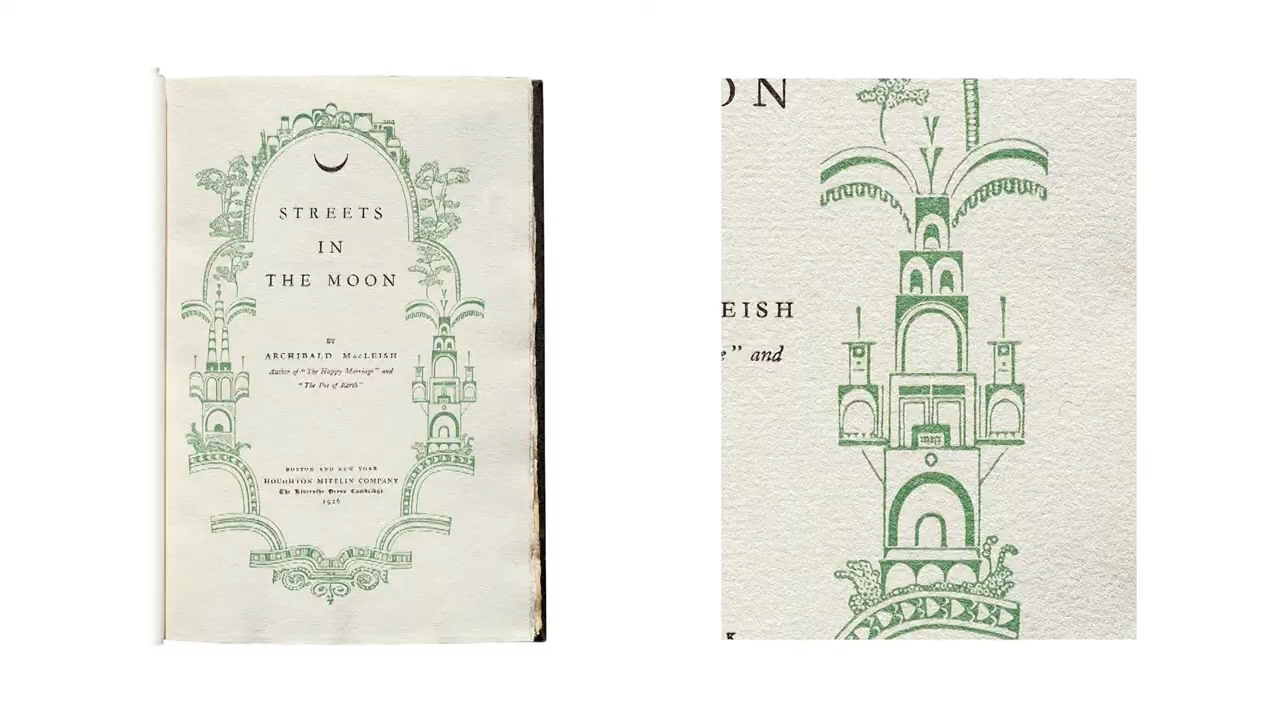 STREETS
IN
THE MOON
BY
ARCHIBALD MacLEISH
Author of "The Happy Marriage" and
"The Pot of Earth"
BOSTON AND NEW YORK
HOUGHTON MIFFLIN COMPANY
The Riverside Press Cambridge
1926
ON
EISH
e" and
K